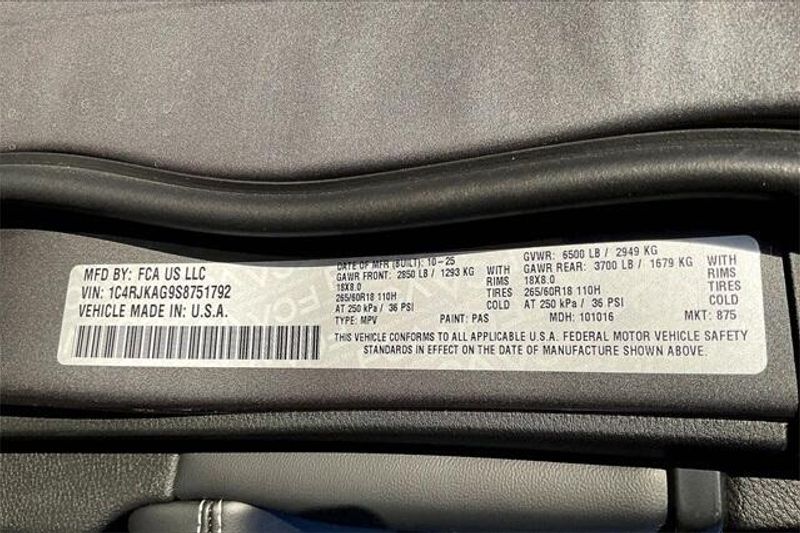 MFD BY: FCA US LLC
VIN: 1C4RJKAG9S8751792
VEHICLE MADE IN: U.S.A.
DATE OF MFR (BUILT): 10-25 GVWR: 6500 LB / 2949 KG
GAWR FRONT: 2850 LB / 1293 KG WITH GAWR REAR: 3700 LB / 1679 KG WITH
18X8.0 RIMS 18X8.0 RIMS
265/60R18 110H TIRES 265/60R18 110H TIRES
AT 250 kPa / 36 PSI WITH AT 250 kPa / 36 PSI WITH
TYPE: MPV PAINT: PAS MDH: 101016 MKT: 875
THIS VEHICLE CONFORMS TO ALL APPLICABLE U.S.A. FEDERAL MOTOR VEHICLE SAFETY
STANDARDS IN EFFECT ON THE DATE OF MANUFACTURE SHOWN ABOVE.